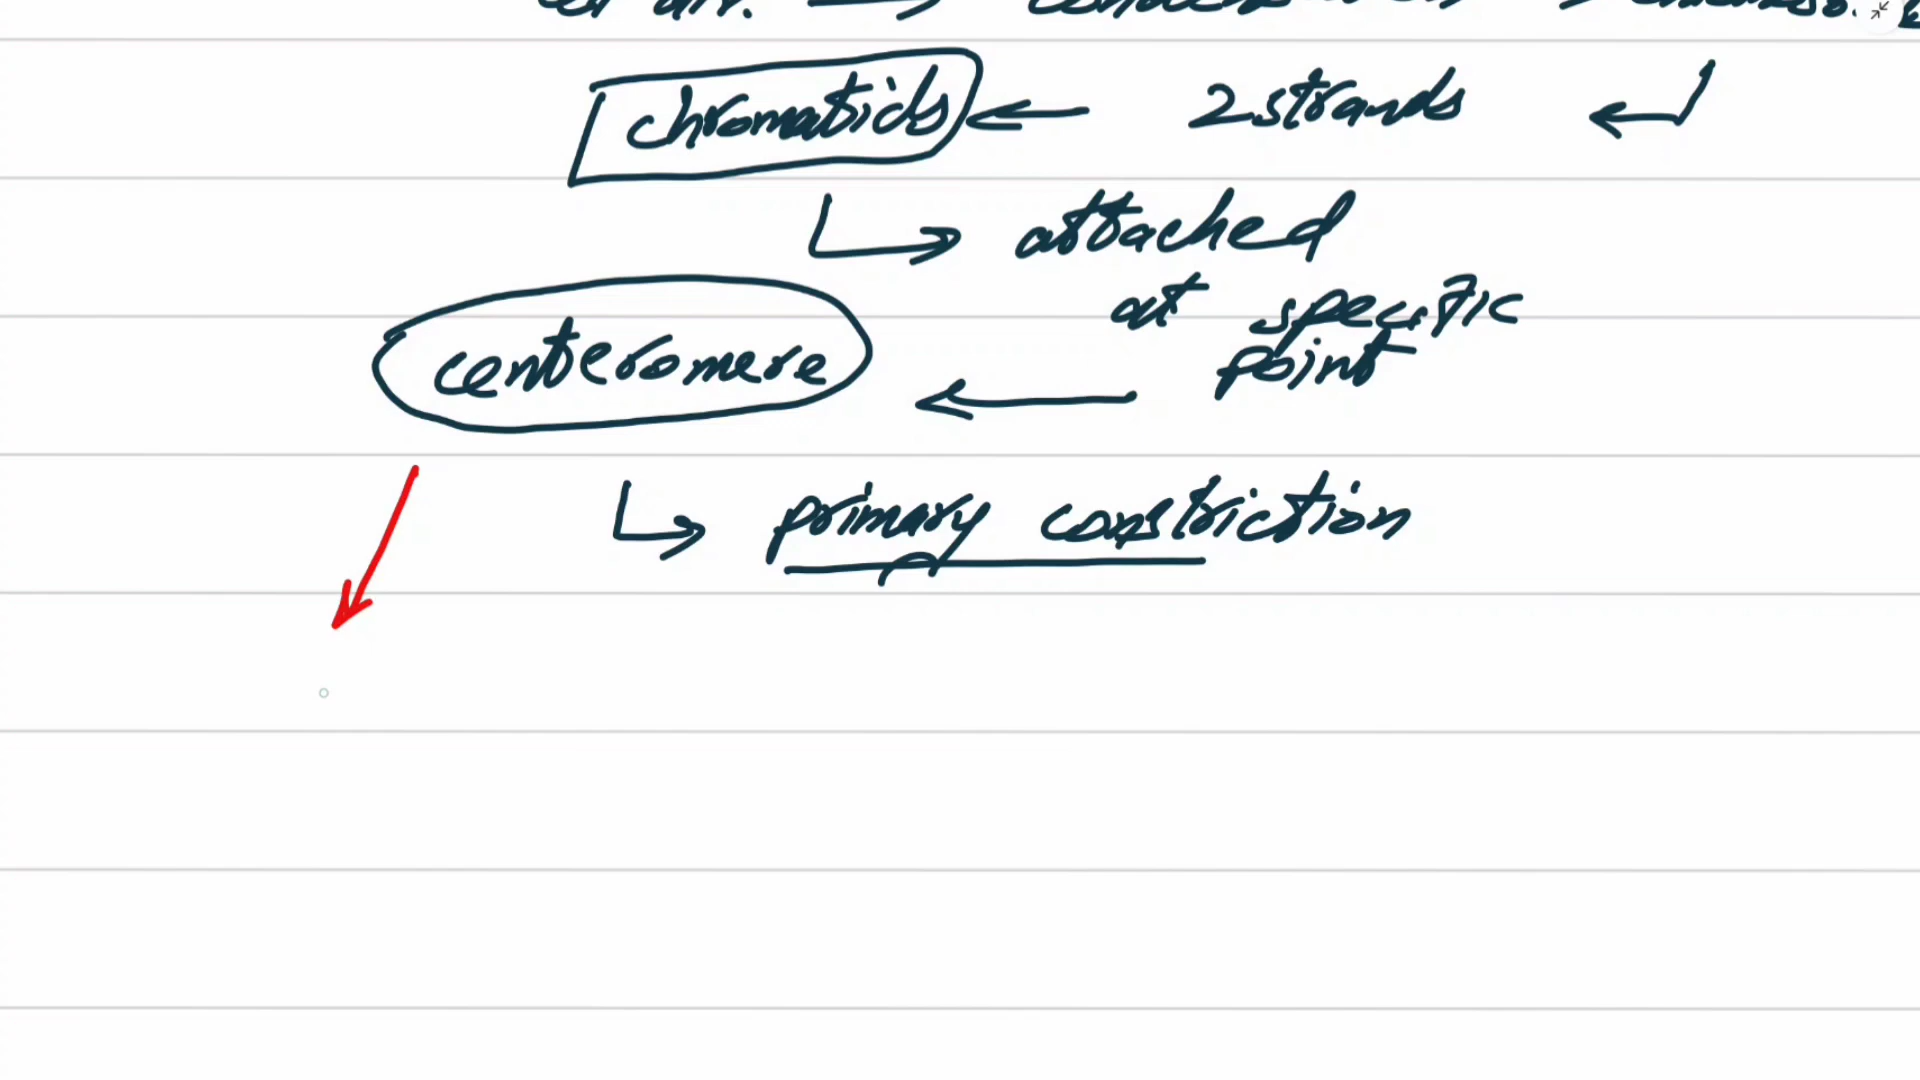 chromatids ← 2 strands ↵
↳ attached
at specific
point
centeromere ←
↳ primary constriction